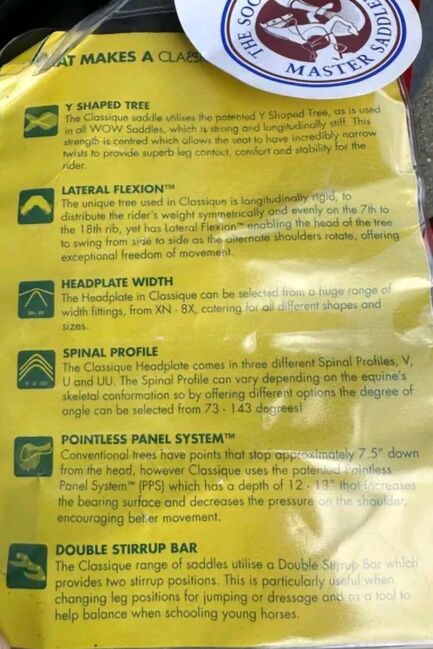 THE SOC
MASTER SADDLE
AT MAKES A CLASS
Y SHAPED TREE
The Classique saddle utilises the patented Y Shaped Tree, as is used
in all WOW Saddles, which is strong and longitudinally stiff. This
strength is centred which allows the seat to have incredibly narrow
twists to provide superb leg contact, comfort and stability for the
rider.
LATERAL FLEXION™
The unique tree used in Classique is longitudinally rigid, to
distribute the rider's weight symmetrically and evenly on the 7th to
the 18th rib, yet has Lateral Flexion™ enabling the head of the tree
to swing from side to side as the alternate shoulders rotate, offering
exceptional freedom of movement.
HEADPLATE WIDTH
The Headplate in Classique can be selected from a huge range of
width fittings, from XN - 8X, catering for all different shapes and
sizes.
SPINAL PROFILE
The Classique Headplate comes in three different Spinal Profiles, V,
V U UU
U and UU. The Spinal Profile can vary depending on the equine's
skeletal conformation so by offering different options the degree of
angle can be selected from 73 - 143 degrees!
POINTLESS PANEL SYSTEM™
Conventional trees have points that stop approximately 7.5" down
from the head, however Classique uses the patented Pointless
Panel System™ (PPS) which has a depth of 12 - 13" that increases
the bearing surface and decreases the pressure on the shoulder,
encouraging better movement.
DOUBLE STIRRUP BAR
The Classique range of saddles utilise a Double Stirrup Bar which
provides two stirrup positions. This is particularly useful when
changing leg positions for jumping or dressage and as a tool to
help balance when schooling young horses.